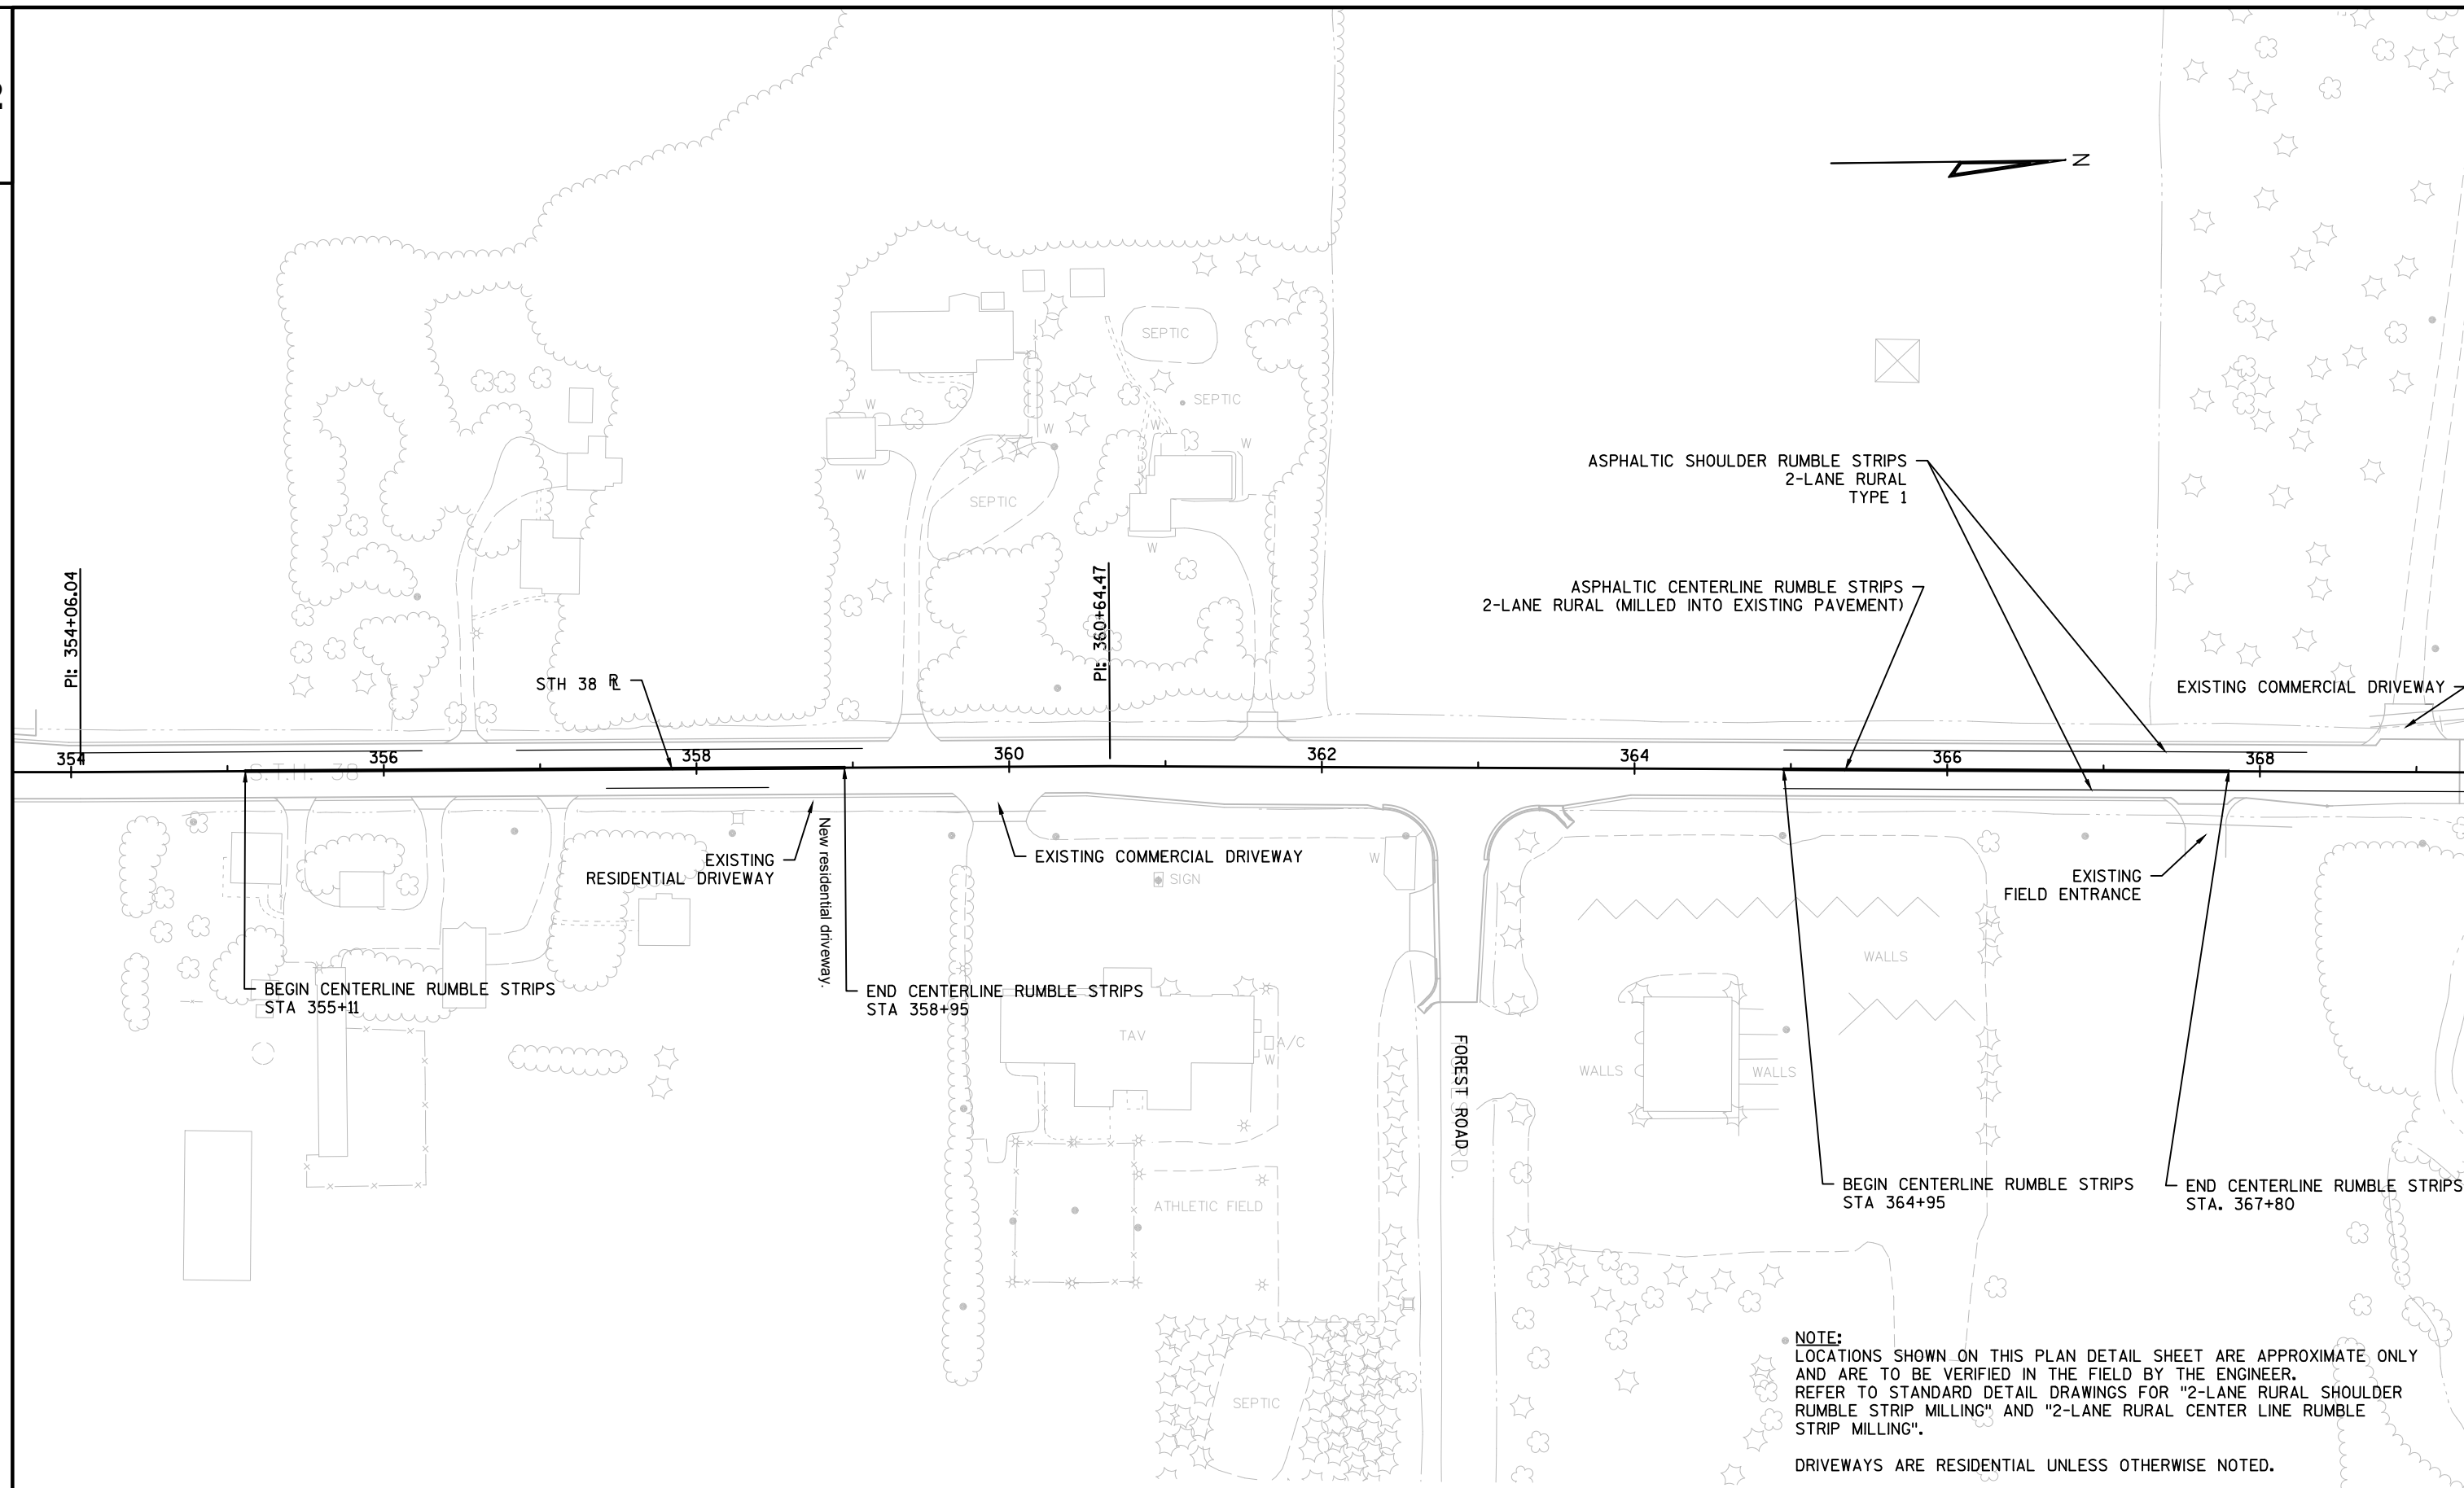 N
ASPHALTIC SHOULDER RUMBLE STRIPS
2-LANE RURAL
TYPE 1
ASPHALTIC CENTERLINE RUMBLE STRIPS
2-LANE RURAL (MILLED INTO EXISTING PAVEMENT)
SEPTIC
SEPTIC
SEPTIC
W
W
W
W
W
W
PI: 354+06.04
PI: 360+64.47
STH 38 RL
EXISTING COMMERCIAL DRIVEWAY
354
356
358
360
362
364
366
368
S.T.H. 38
EXISTING
RESIDENTIAL DRIVEWAY
New residential driveway.
EXISTING COMMERCIAL DRIVEWAY
SIGN
W
EXISTING
FIELD ENTRANCE
WALLS
BEGIN CENTERLINE RUMBLE STRIPS
STA 355+11
END CENTERLINE RUMBLE STRIPS
STA 358+95
TAV
A/C
W
FOREST ROAD
FOREST RD.
WALLS
WALLS
BEGIN CENTERLINE RUMBLE STRIPS
STA 364+95
END CENTERLINE RUMBLE STRIPS
STA. 367+80
ATHLETIC FIELD
SEPTIC
NOTE:
LOCATIONS SHOWN ON THIS PLAN DETAIL SHEET ARE APPROXIMATE ONLY
AND ARE TO BE VERIFIED IN THE FIELD BY THE ENGINEER.
REFER TO STANDARD DETAIL DRAWINGS FOR "2-LANE RURAL SHOULDER
RUMBLE STRIP MILLING" AND "2-LANE RURAL CENTER LINE RUMBLE
STRIP MILLING".
DRIVEWAYS ARE RESIDENTIAL UNLESS OTHERWISE NOTED.